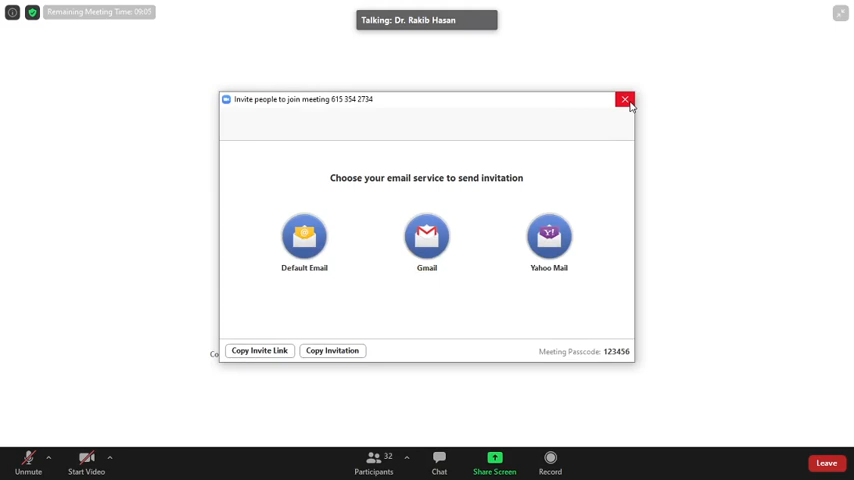 Remaining Meeting Time: 09:05
Talking: Dr. Rakib Hasan
Invite people to join meeting 615 354 2734
Choose your email service to send invitation
Default Email
Gmail
Yahoo Mail
Co
Copy Invite Link
Copy Invitation
Meeting Passcode: 123456
Unmute
Start Video
32
Participants
Chat
Share Screen
Record
Leave